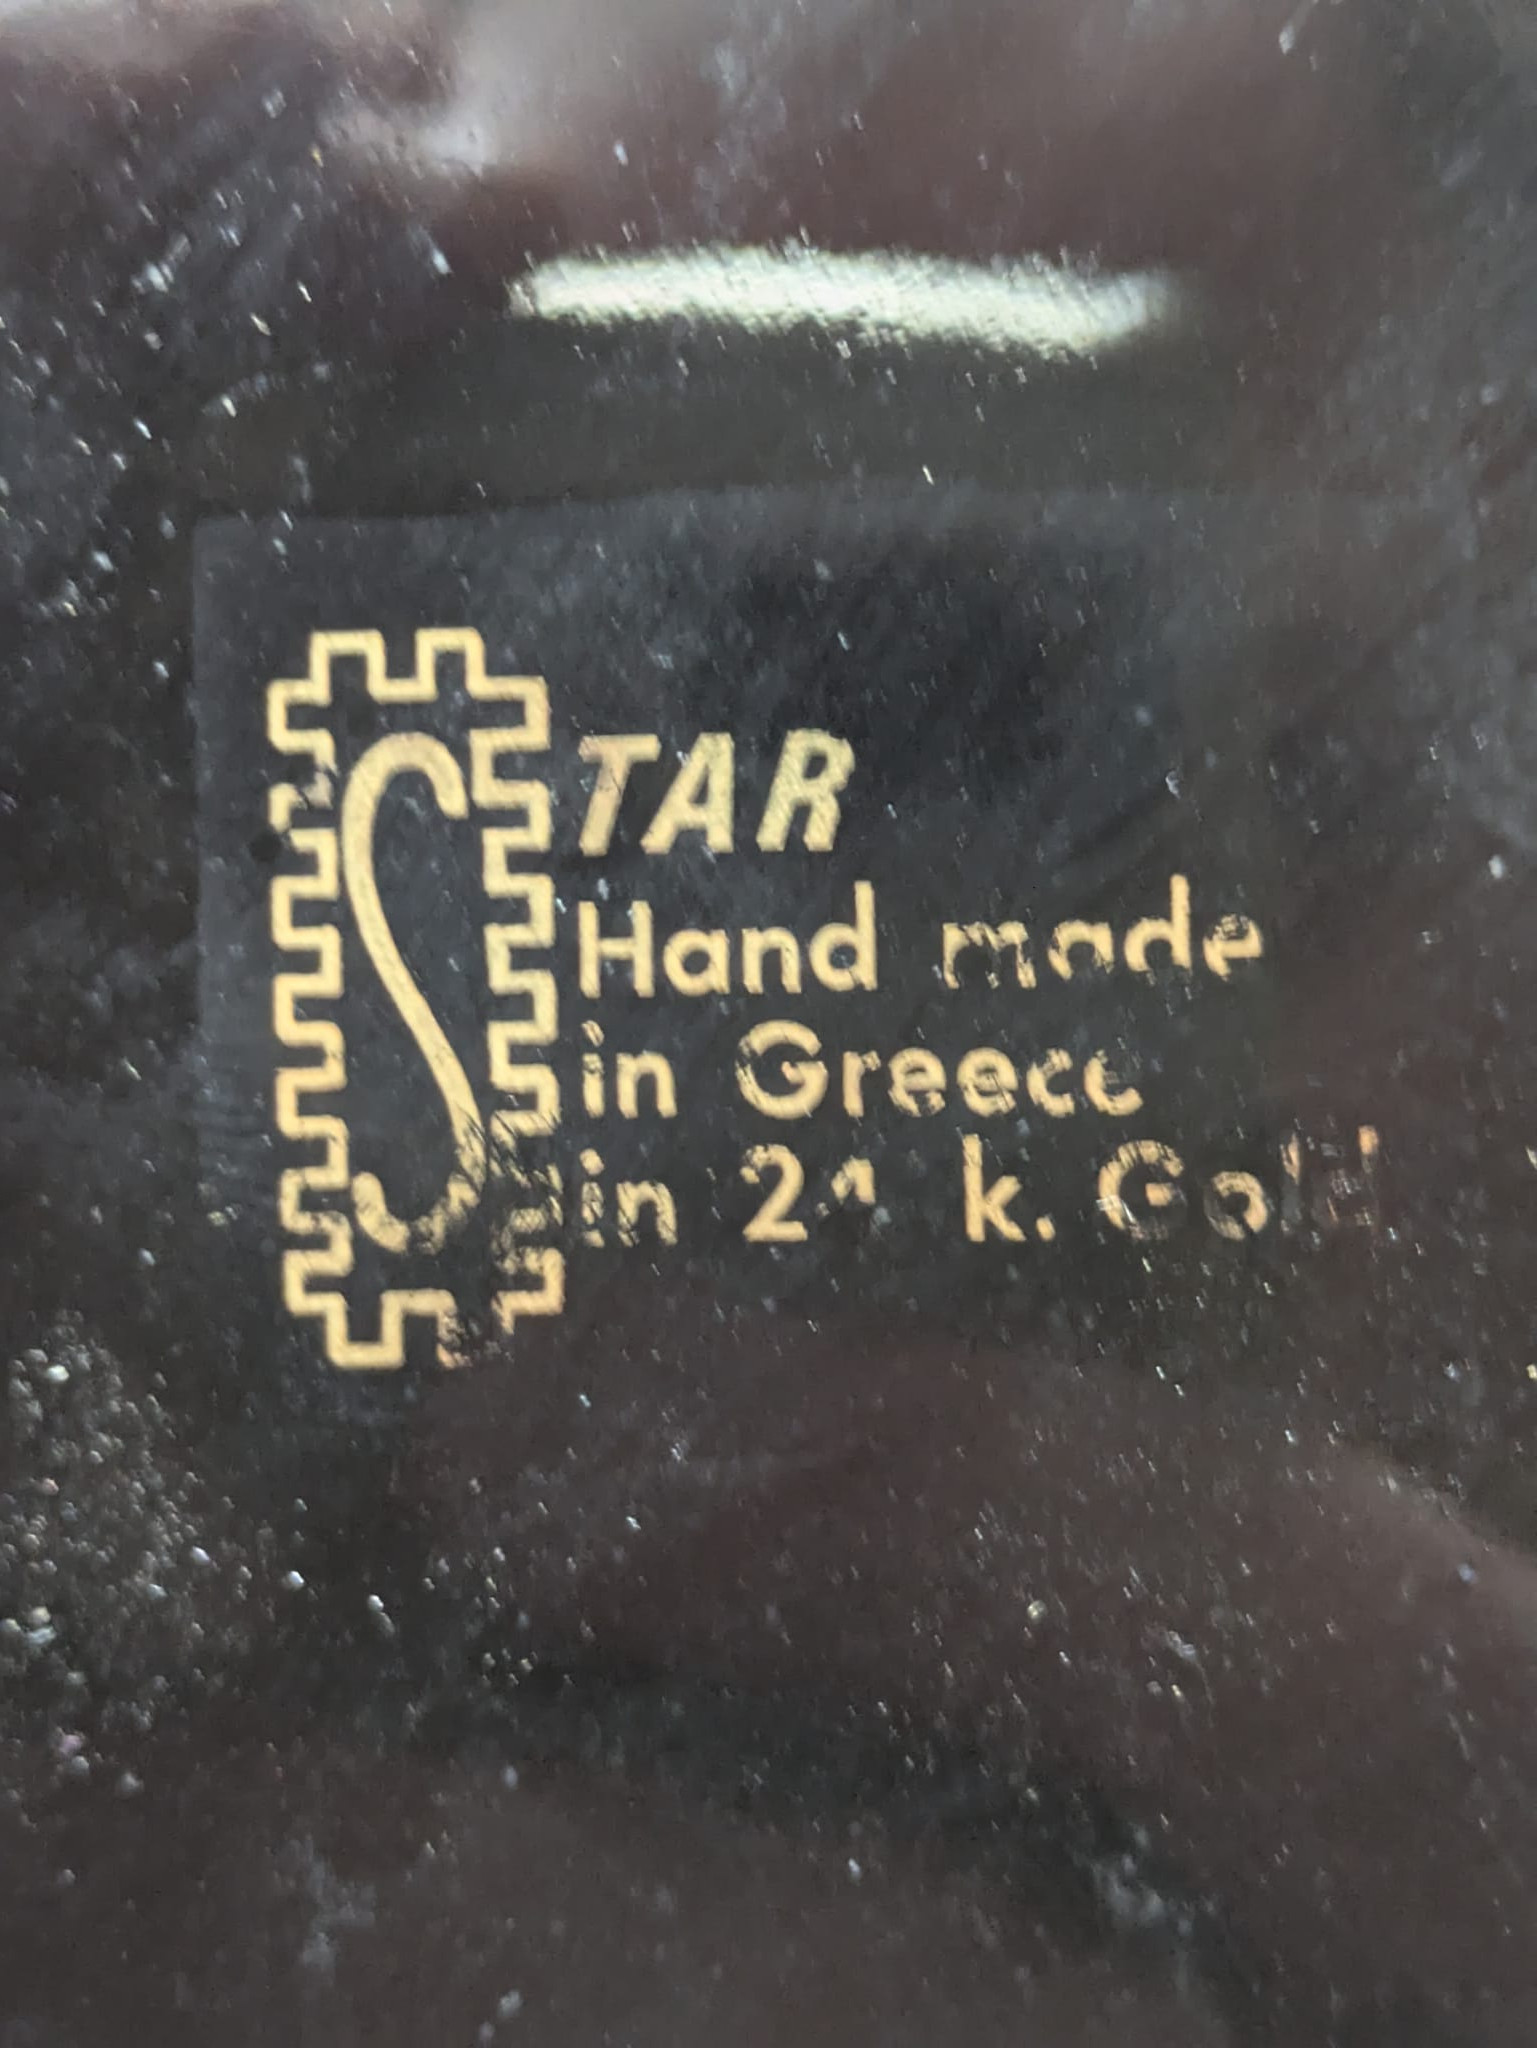 STAR
Hand made
in Greece
in 24 k. Gold